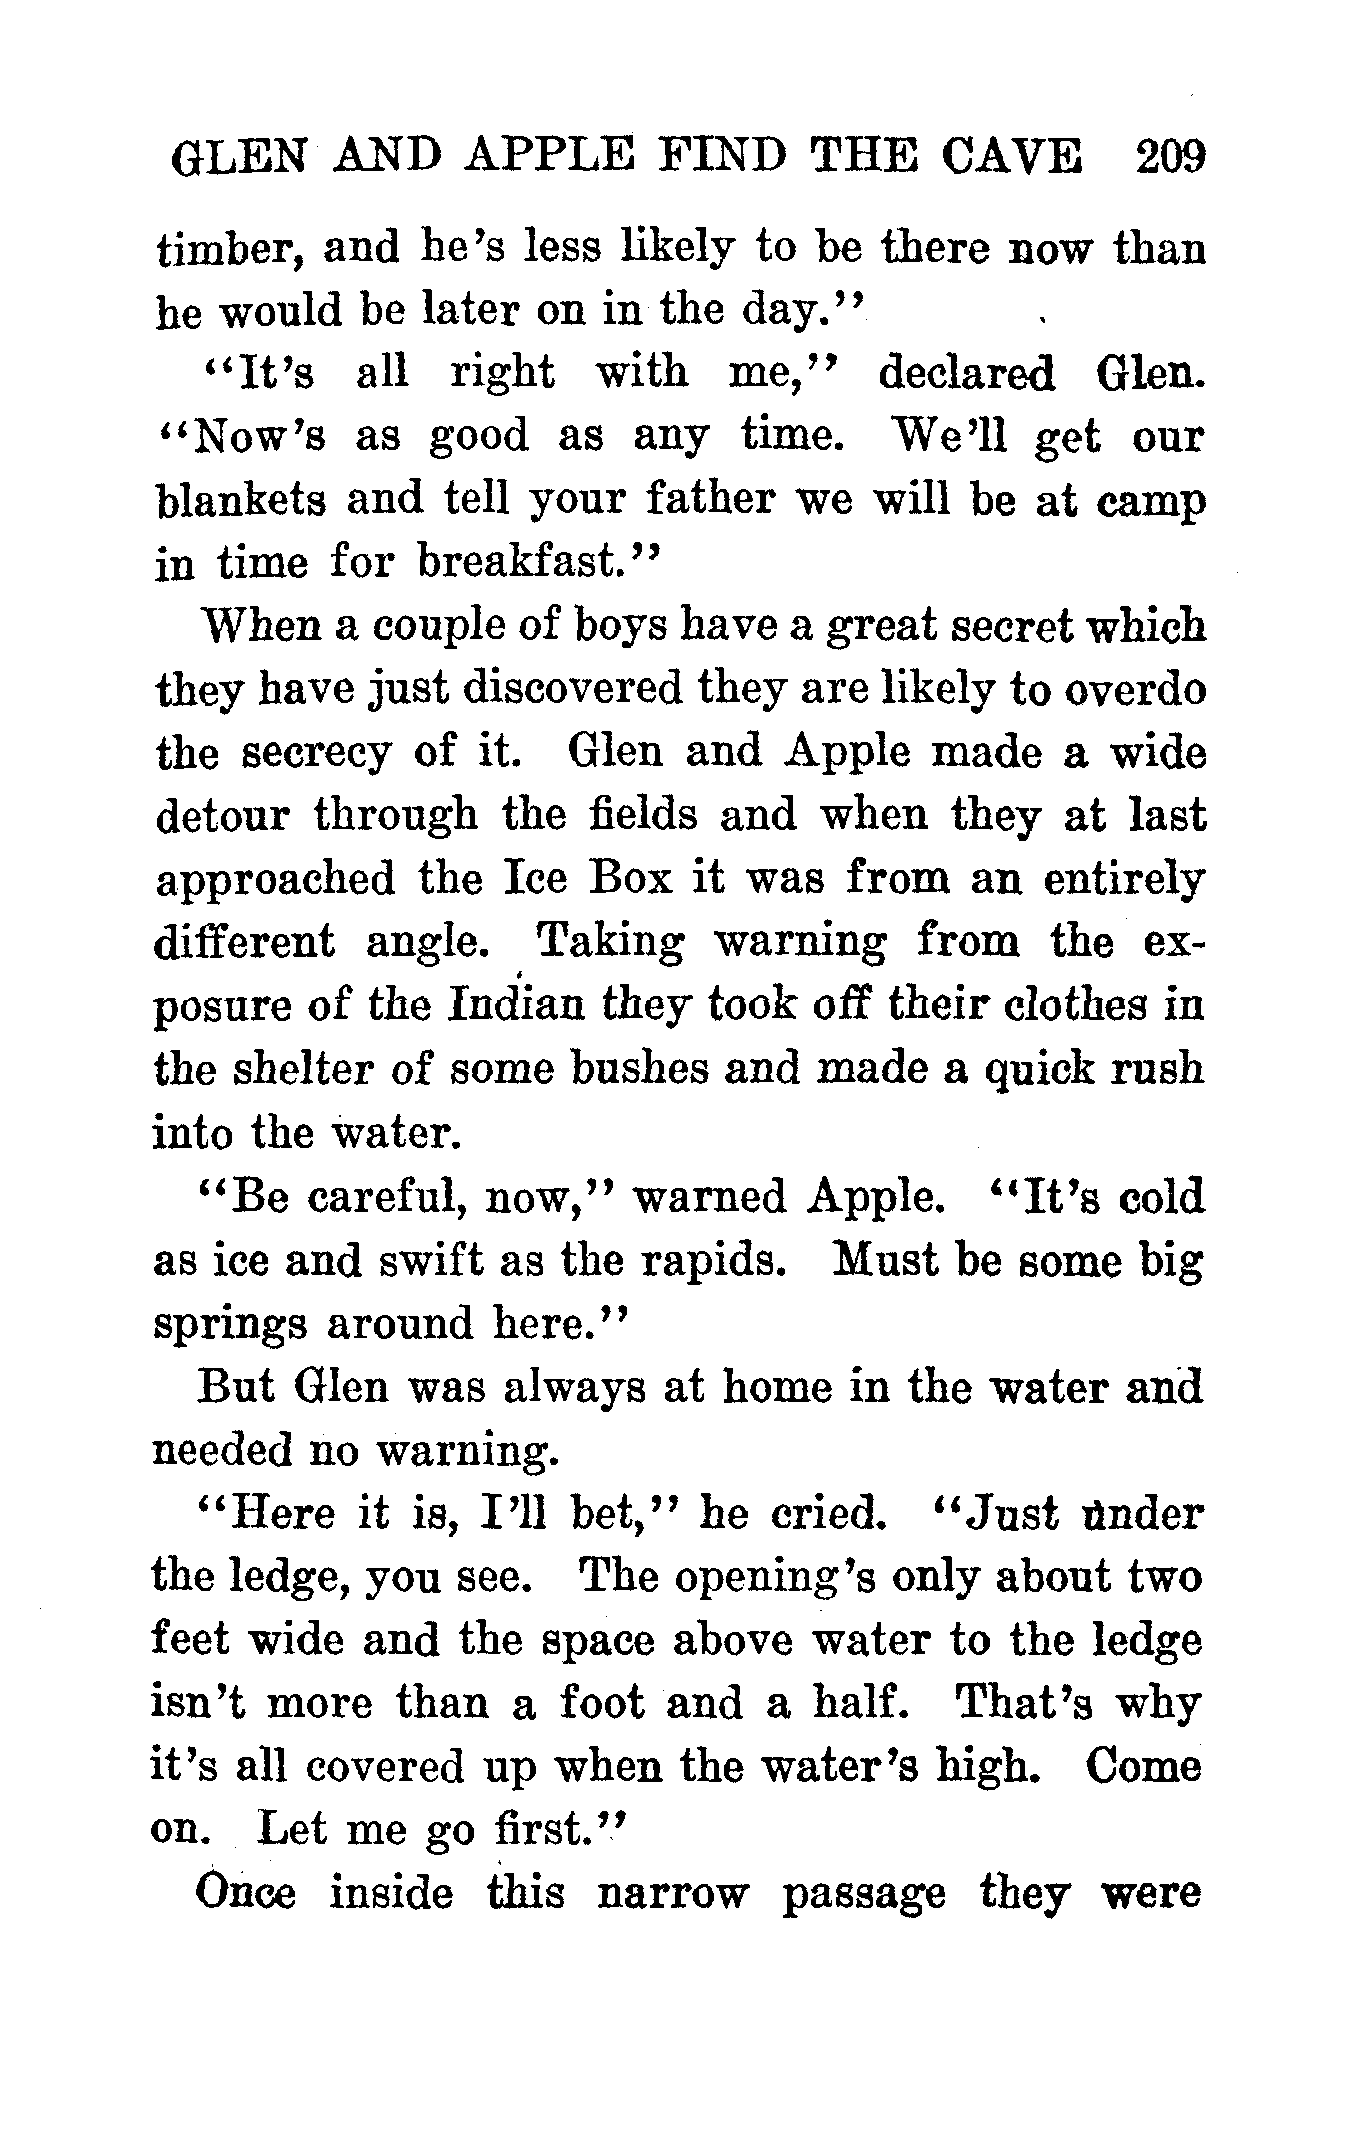 GLEN AND APPLE FIND THE CAVE 209
timber, and he's less likely to be there now than
he would be later on in the day."
"It's all right with me," declared Glen.
"Now's as good as any time. We'll get our
blankets and tell your father we will be at camp
in time for breakfast."
When a couple of boys have a great secret which
they have just discovered they are likely to overdo
the secrecy of it. Glen and Apple made a wide
detour through the fields and when they at last
approached the Ice Box it was from an entirely
different angle. Taking warning from the ex-
posure of the Indian they took off their clothes in
the shelter of some bushes and made a quick rush
into the water.
"Be careful, now," warned Apple. "It's cold
as ice and swift as the rapids. Must be some big
springs around here."
But Glen was always at home in the water and
needed no warning.
"Here it is, I'll bet," he cried. "Just under
the ledge, you see. The opening's only about two
feet wide and the space above water to the ledge
isn't more than a foot and a half. That's why
it's all covered up when the water's high. Come
on. Let me go first."
Once inside this narrow passage they were